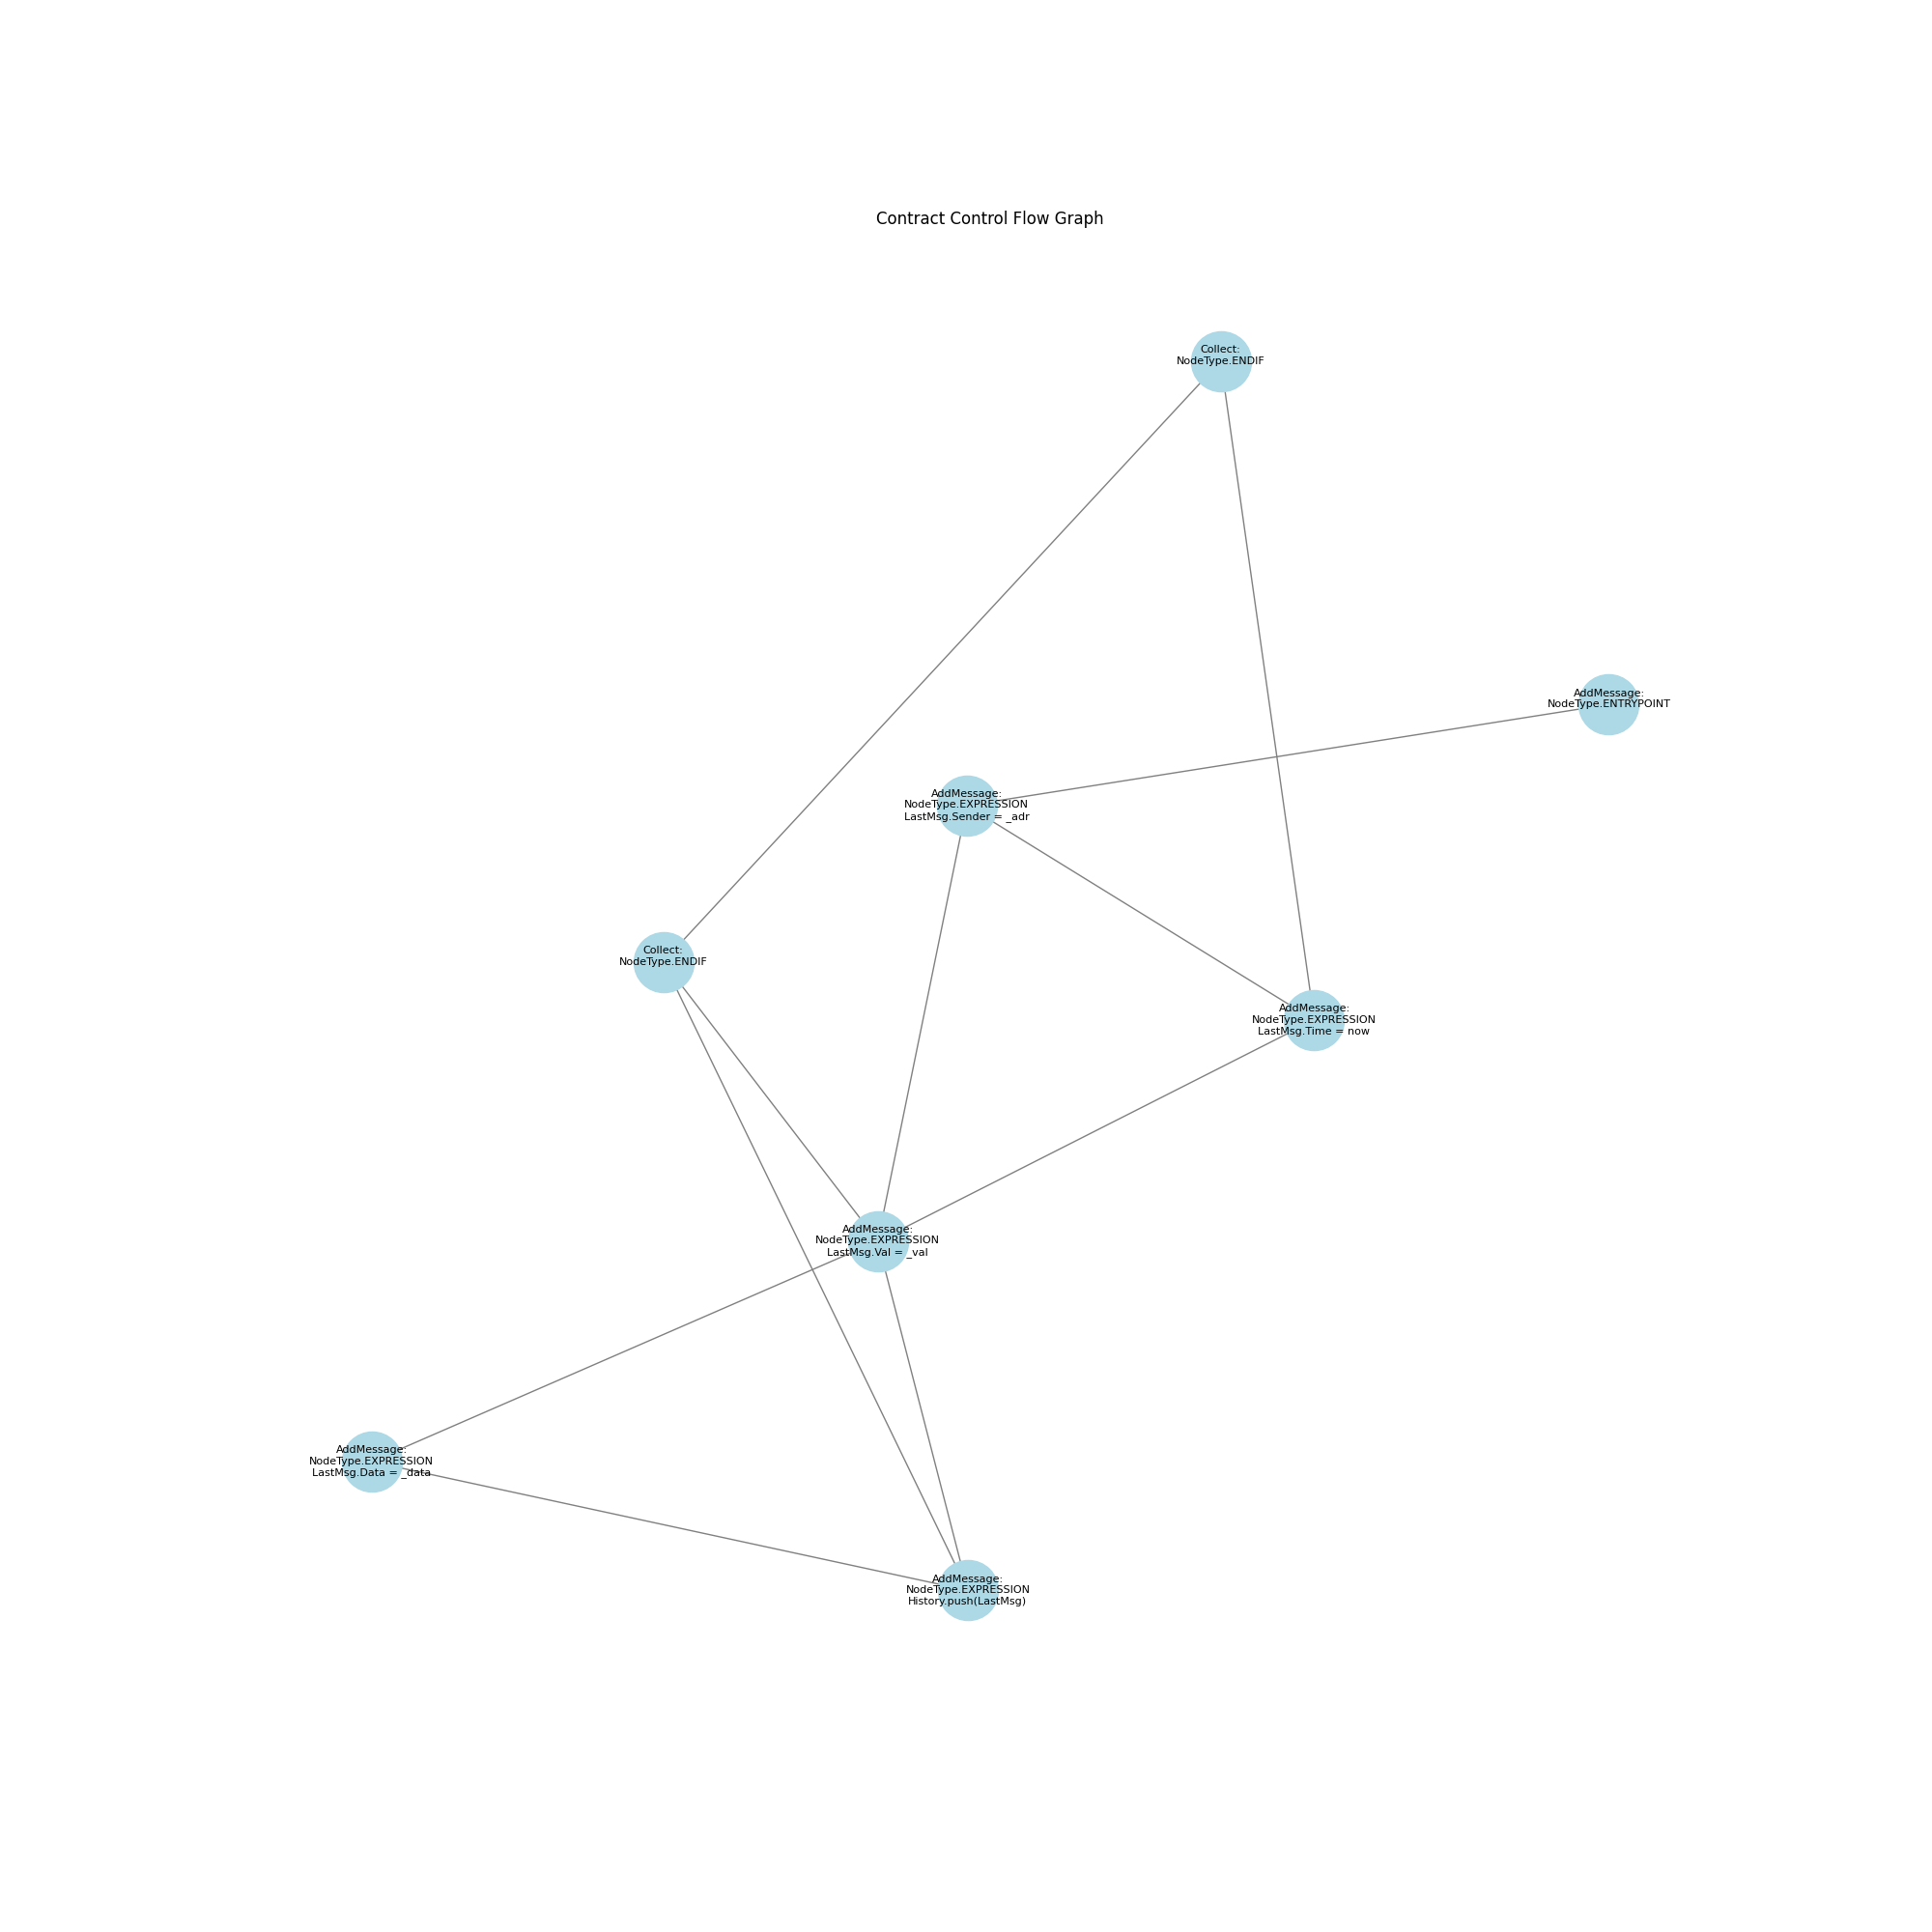 Contract Control Flow Graph
Collect:
NodeType.ENDIF
AddMessage:
NodeType.ENTRYPOINT
AddMessage:
NodeType.EXPRESSION
LastMsg.Sender = _adr
Collect:
NodeType.ENDIF
AddMessage:
NodeType.EXPRESSION
LastMsg.Time = now
AddMessage:
NodeType.EXPRESSION
LastMsg.Val = _val
AddMessage:
NodeType.EXPRESSION
LastMsg.Data = _data
AddMessage:
NodeType.EXPRESSION
History.push(LastMsg)